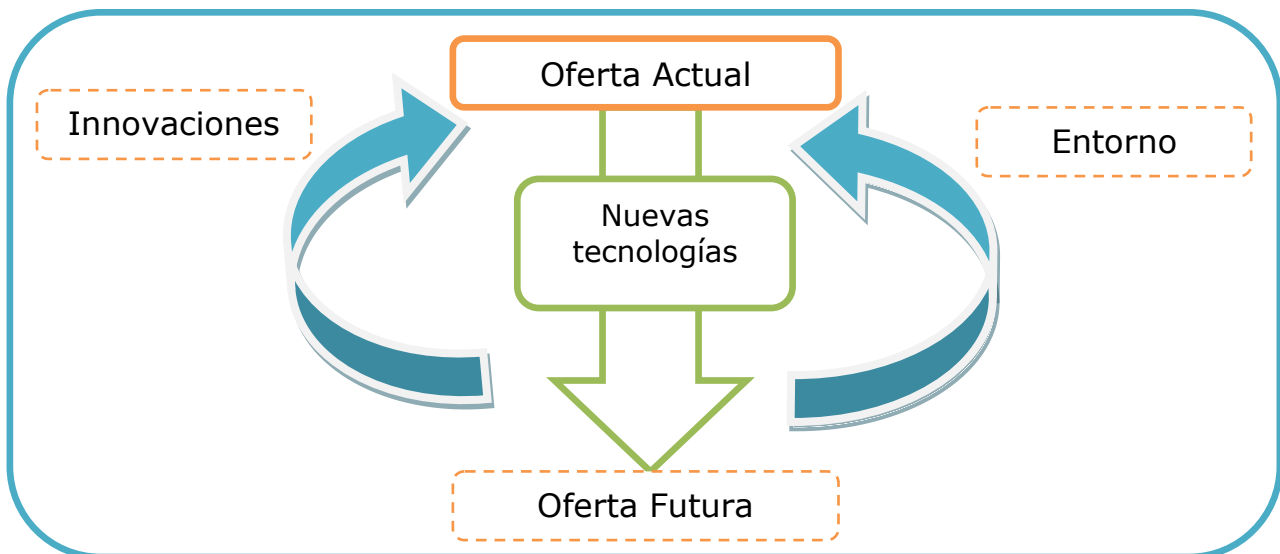 Oferta Actual
Innovaciones
Entorno
Nuevas
tecnologías
Oferta Futura